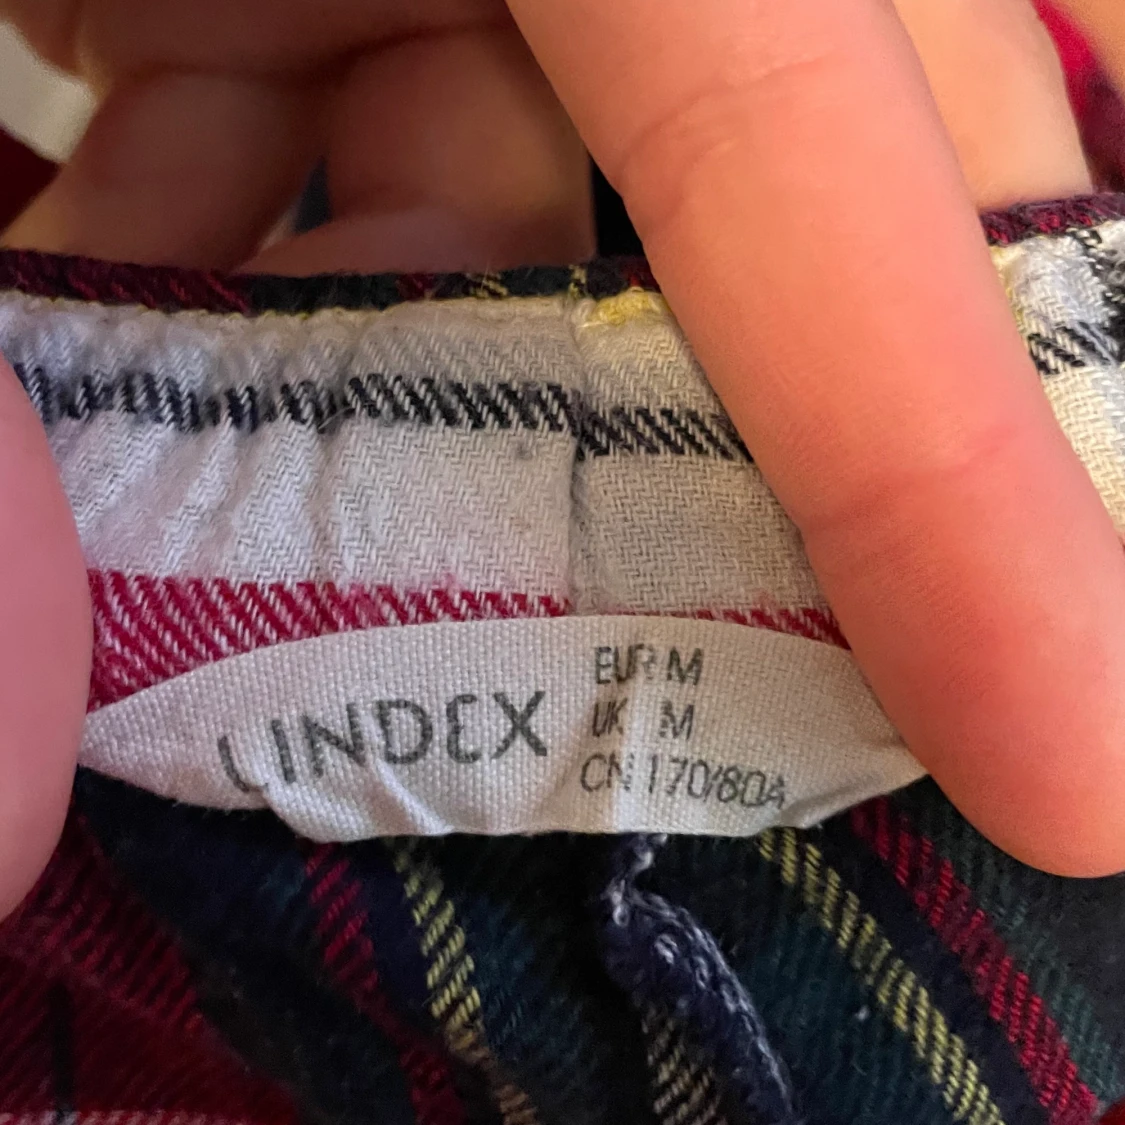 LINDEX
EUR M
UK M
CN 170/80A